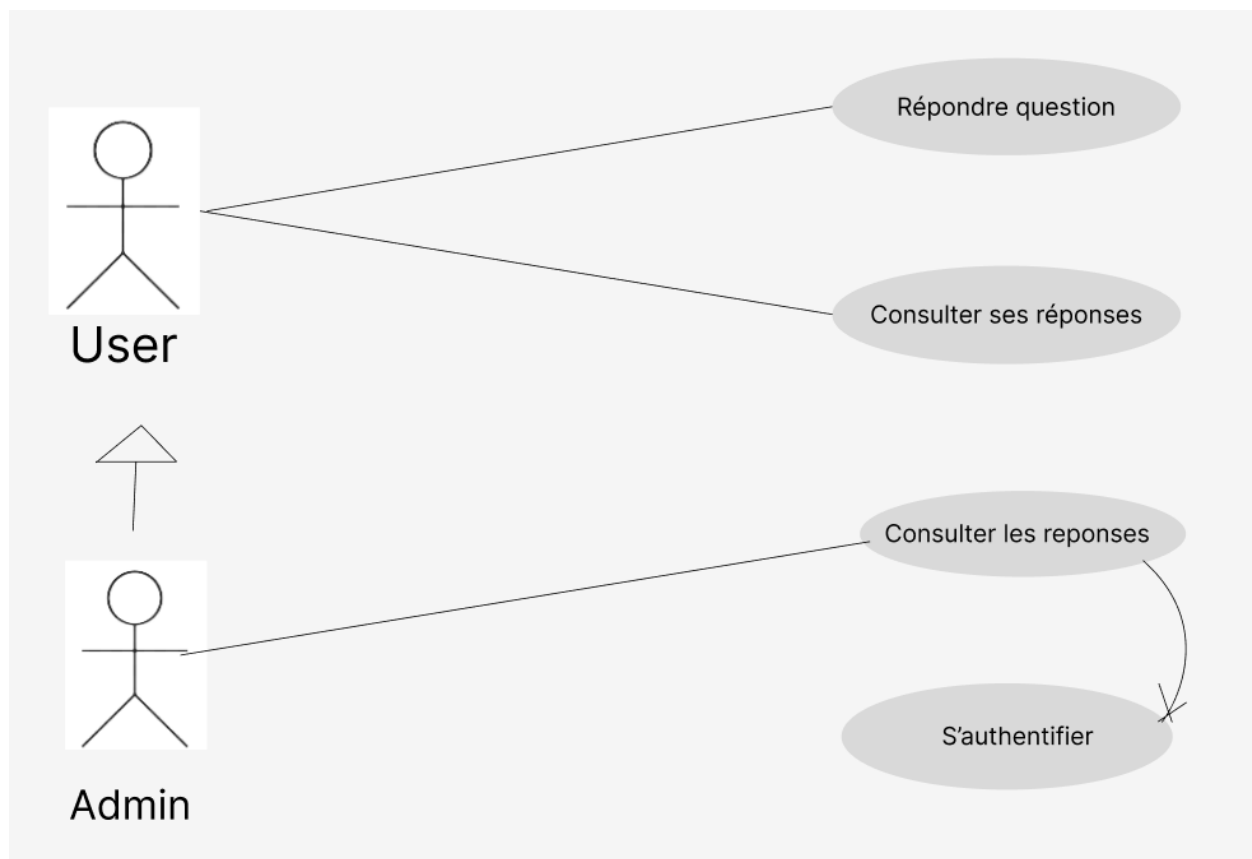 Répondre question
Consulter ses réponses
User
Consulter les reponses
S’authentifier
Admin